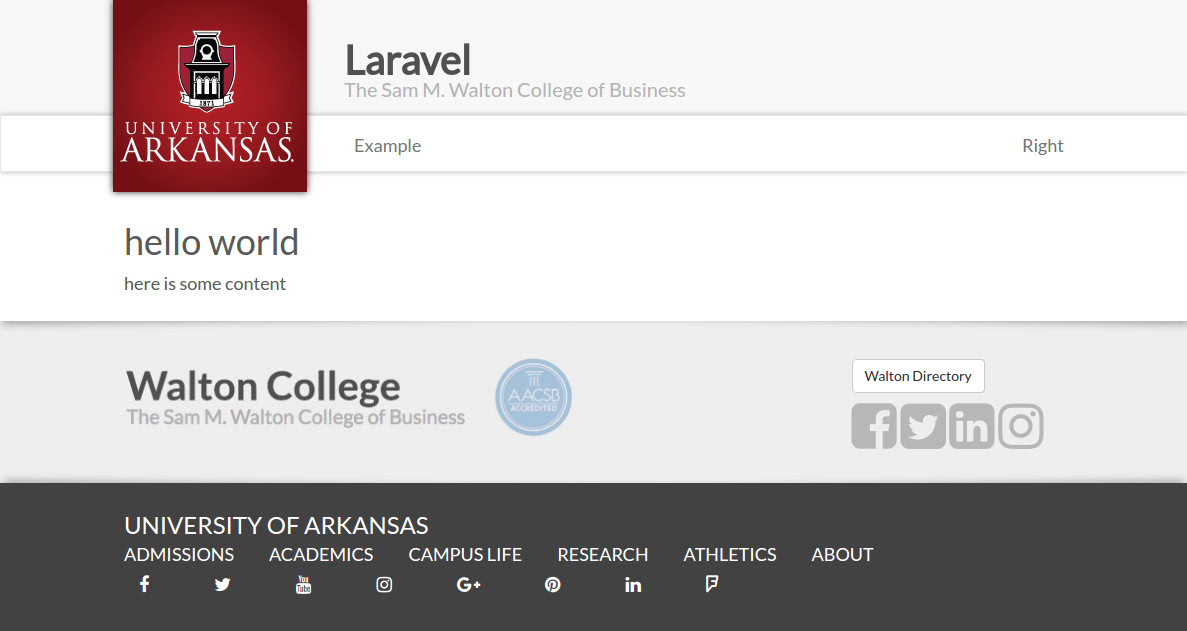 1871
UNIVERSITY OF
ARKANSAS.
Laravel
The Sam M. Walton College of Business
Example
Right
hello world
here is some content
Walton College
The Sam M. Walton College of Business
AACSB
ACCREDITED
Walton Directory
UNIVERSITY OF ARKANSAS
ADMISSIONS ACADEMICS CAMPUS LIFE RESEARCH ATHLETICS ABOUT
You
Tube